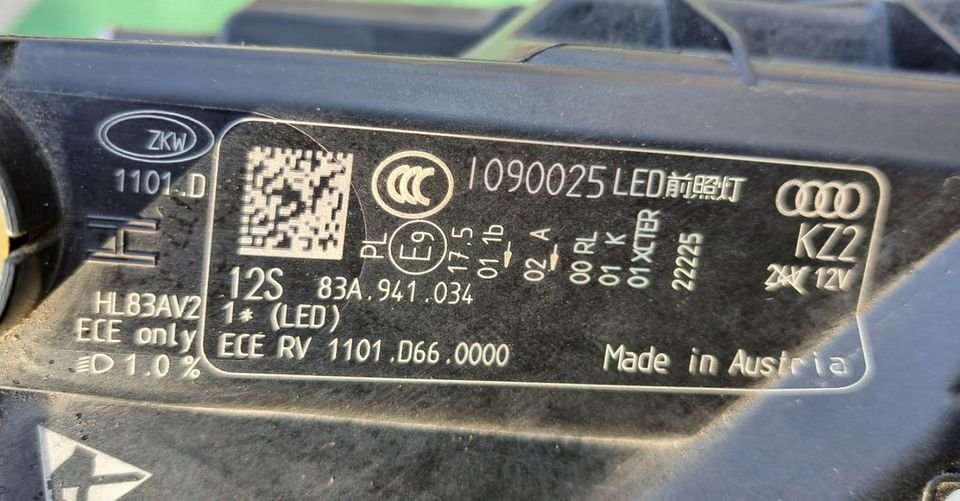 ZKW
1101.D
H
HL83AV2
ECE only
1.0 %
CCC
1090025 LED前照灯
PL
E9
17.5
01 1b
02 A
00 RL
01 K
01 XCTER
22225
KZ2
24V 12V
12S 83A.941.034
1* (LED)
ECE RV 1101.D66.0000
Made in Austria